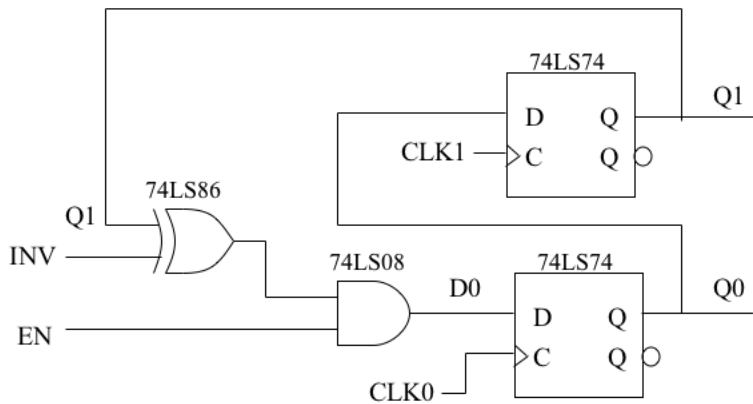 74LS74
Q1
D Q
CLK1
C Q
74LS86
Q1
INV
74LS08
74LS74
D0
Q0
D Q
EN
C Q
CLK0